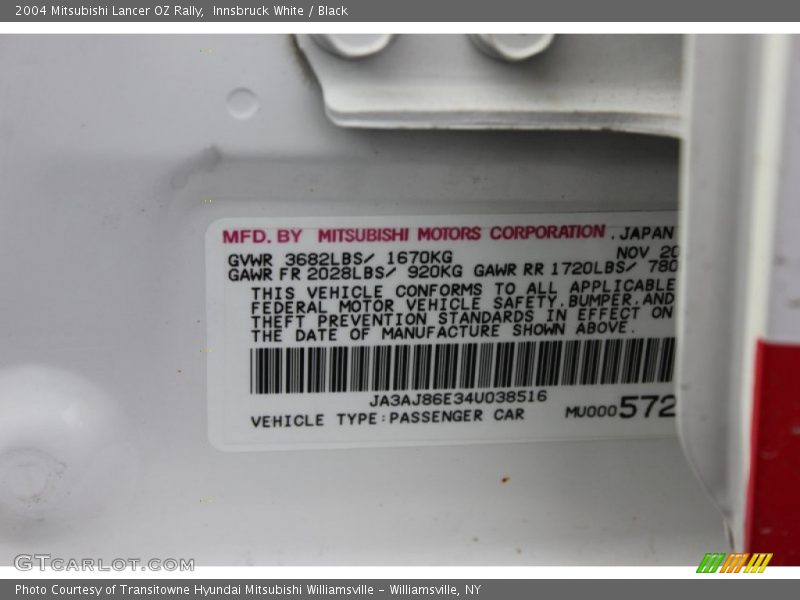 2004 Mitsubishi Lancer OZ Rally,  Innsbruck White / Black
MFD. BY MITSUBISHI MOTORS CORPORATION, JAPAN
GVWR 3682LBS/ 1670KG NOV 20
GAWR FR 2028LBS/ 920KG GAWR RR 1720LBS/ 780
THIS VEHICLE CONFORMS TO ALL APPLICABLE
FEDERAL MOTOR VEHICLE SAFETY, BUMPER, AND
THEFT PREVENTION STANDARDS IN EFFECT ON
THE DATE OF MANUFACTURE SHOWN ABOVE.
JA3AJ86E34U038516
VEHICLE TYPE:PASSENGER CAR MU000572
GTCARLOT.COM
Photo Courtesy of Transitowne Hyundai Mitsubishi Williamsville - Williamsville, NY